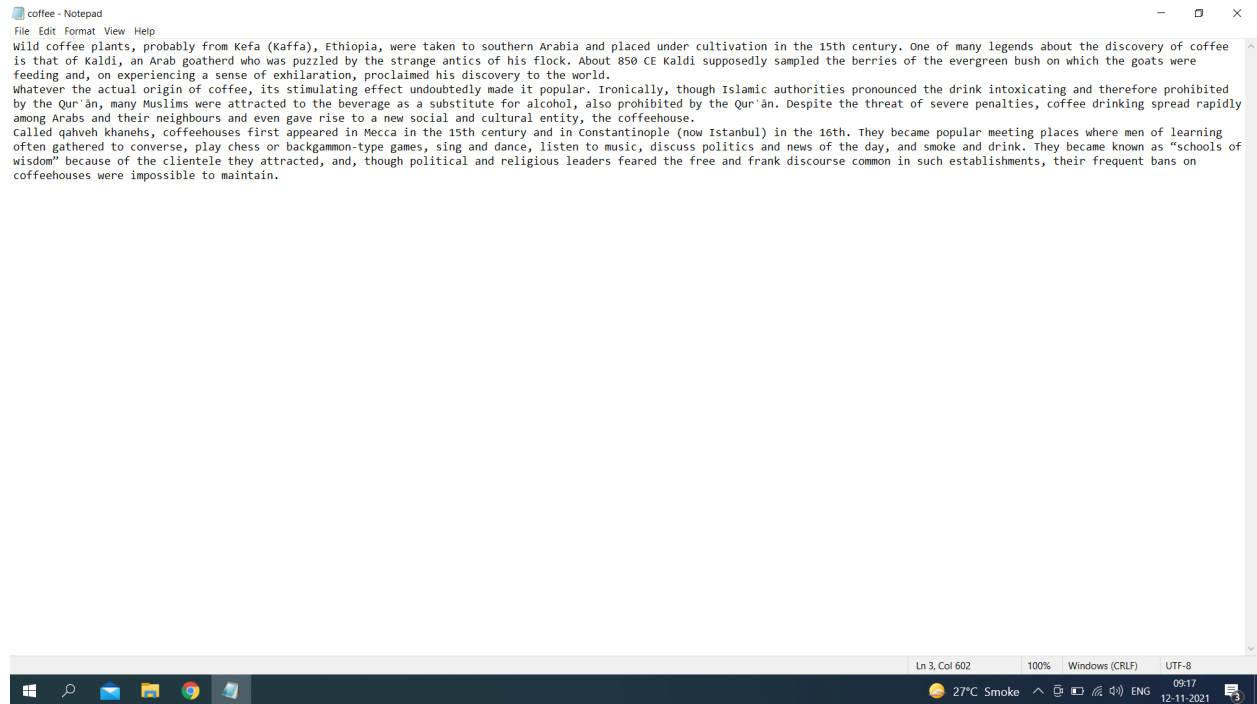 coffee - Notepad
File Edit Format View Help
Wild coffee plants, probably from Kefa (Kaffa), Ethiopia, were taken to southern Arabia and placed under cultivation in the 15th century. One of many legends about the discovery of coffee
is that of Kaldi, an Arab goatherd who was puzzled by the strange antics of his flock. About 850 CE Kaldi supposedly sampled the berries of the evergreen bush on which the goats were
feeding and, on experiencing a sense of exhilaration, proclaimed his discovery to the world.
Whatever the actual origin of coffee, its stimulating effect undoubtedly made it popular. Ironically, though Islamic authorities pronounced the drink intoxicating and therefore prohibited
by the Qurʾān, many Muslims were attracted to the beverage as a substitute for alcohol, also prohibited by the Qurʾān. Despite the threat of severe penalties, coffee drinking spread rapidly
among Arabs and their neighbours and even gave rise to a new social and cultural entity, the coffeehouse.
Called qahveh khanehs, coffeehouses first appeared in Mecca in the 15th century and in Constantinople (now Istanbul) in the 16th. They became popular meeting places where men of learning
often gathered to converse, play chess or backgammon-type games, sing and dance, listen to music, discuss politics and news of the day, and smoke and drink. They became known as “schools of
wisdom” because of the clientele they attracted, and, though political and religious leaders feared the free and frank discourse common in such establishments, their frequent bans on
coffeehouses were impossible to maintain.
Ln 3, Col 602 100% Windows (CRLF) UTF-8
27°C Smoke ENG 09:17
12-11-2021 3